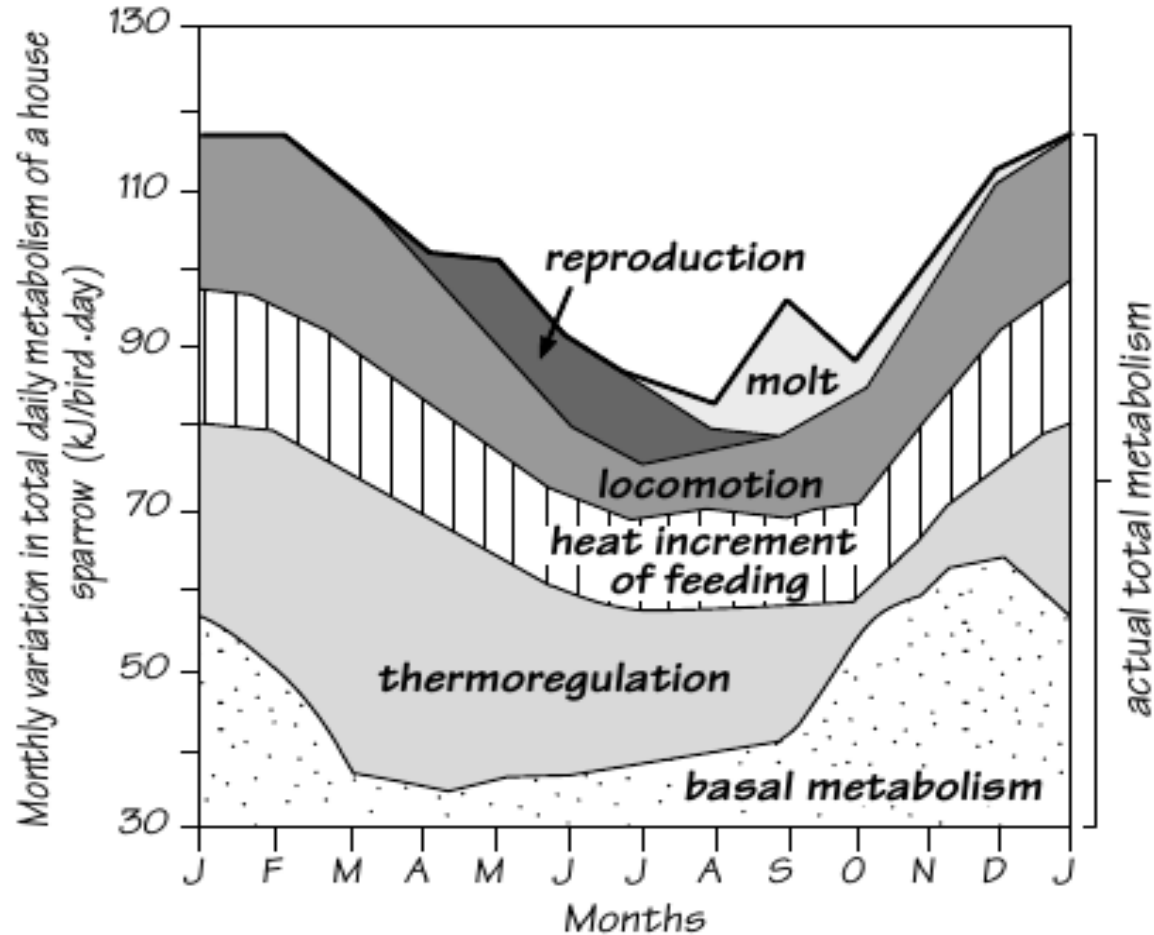 130
110
90
70
50
30
Monthly variation in total daily metabolism of a house
sparrow (kJ/bird·day)
reproduction
molt
locomotion
heat increment
of feeding
thermoregulation
basal metabolism
actual total metabolism
J F M A M J J A S O N D J
Months